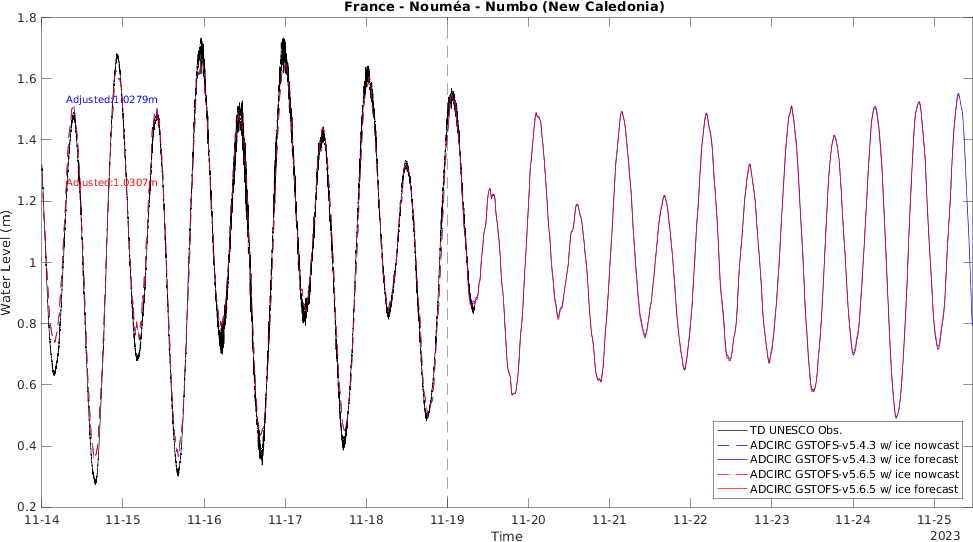 France - Nouméa - Numbo (New Caledonia)
1.8
1.6
1.4
1.2
1
0.8
0.6
0.4
0.2
Water Level (m)
Adjusted:1.0279m
Adjusted:1.0307m
TD UNESCO Obs.
ADCIRC GSTOFS-v5.4.3 w/ ice nowcast
ADCIRC GSTOFS-v5.4.3 w/ ice forecast
ADCIRC GSTOFS-v5.6.5 w/ ice nowcast
ADCIRC GSTOFS-v5.6.5 w/ ice forecast
11-14 11-15 11-16 11-17 11-18 11-19 11-20 11-21 11-22 11-23 11-24 11-25
2023
Time